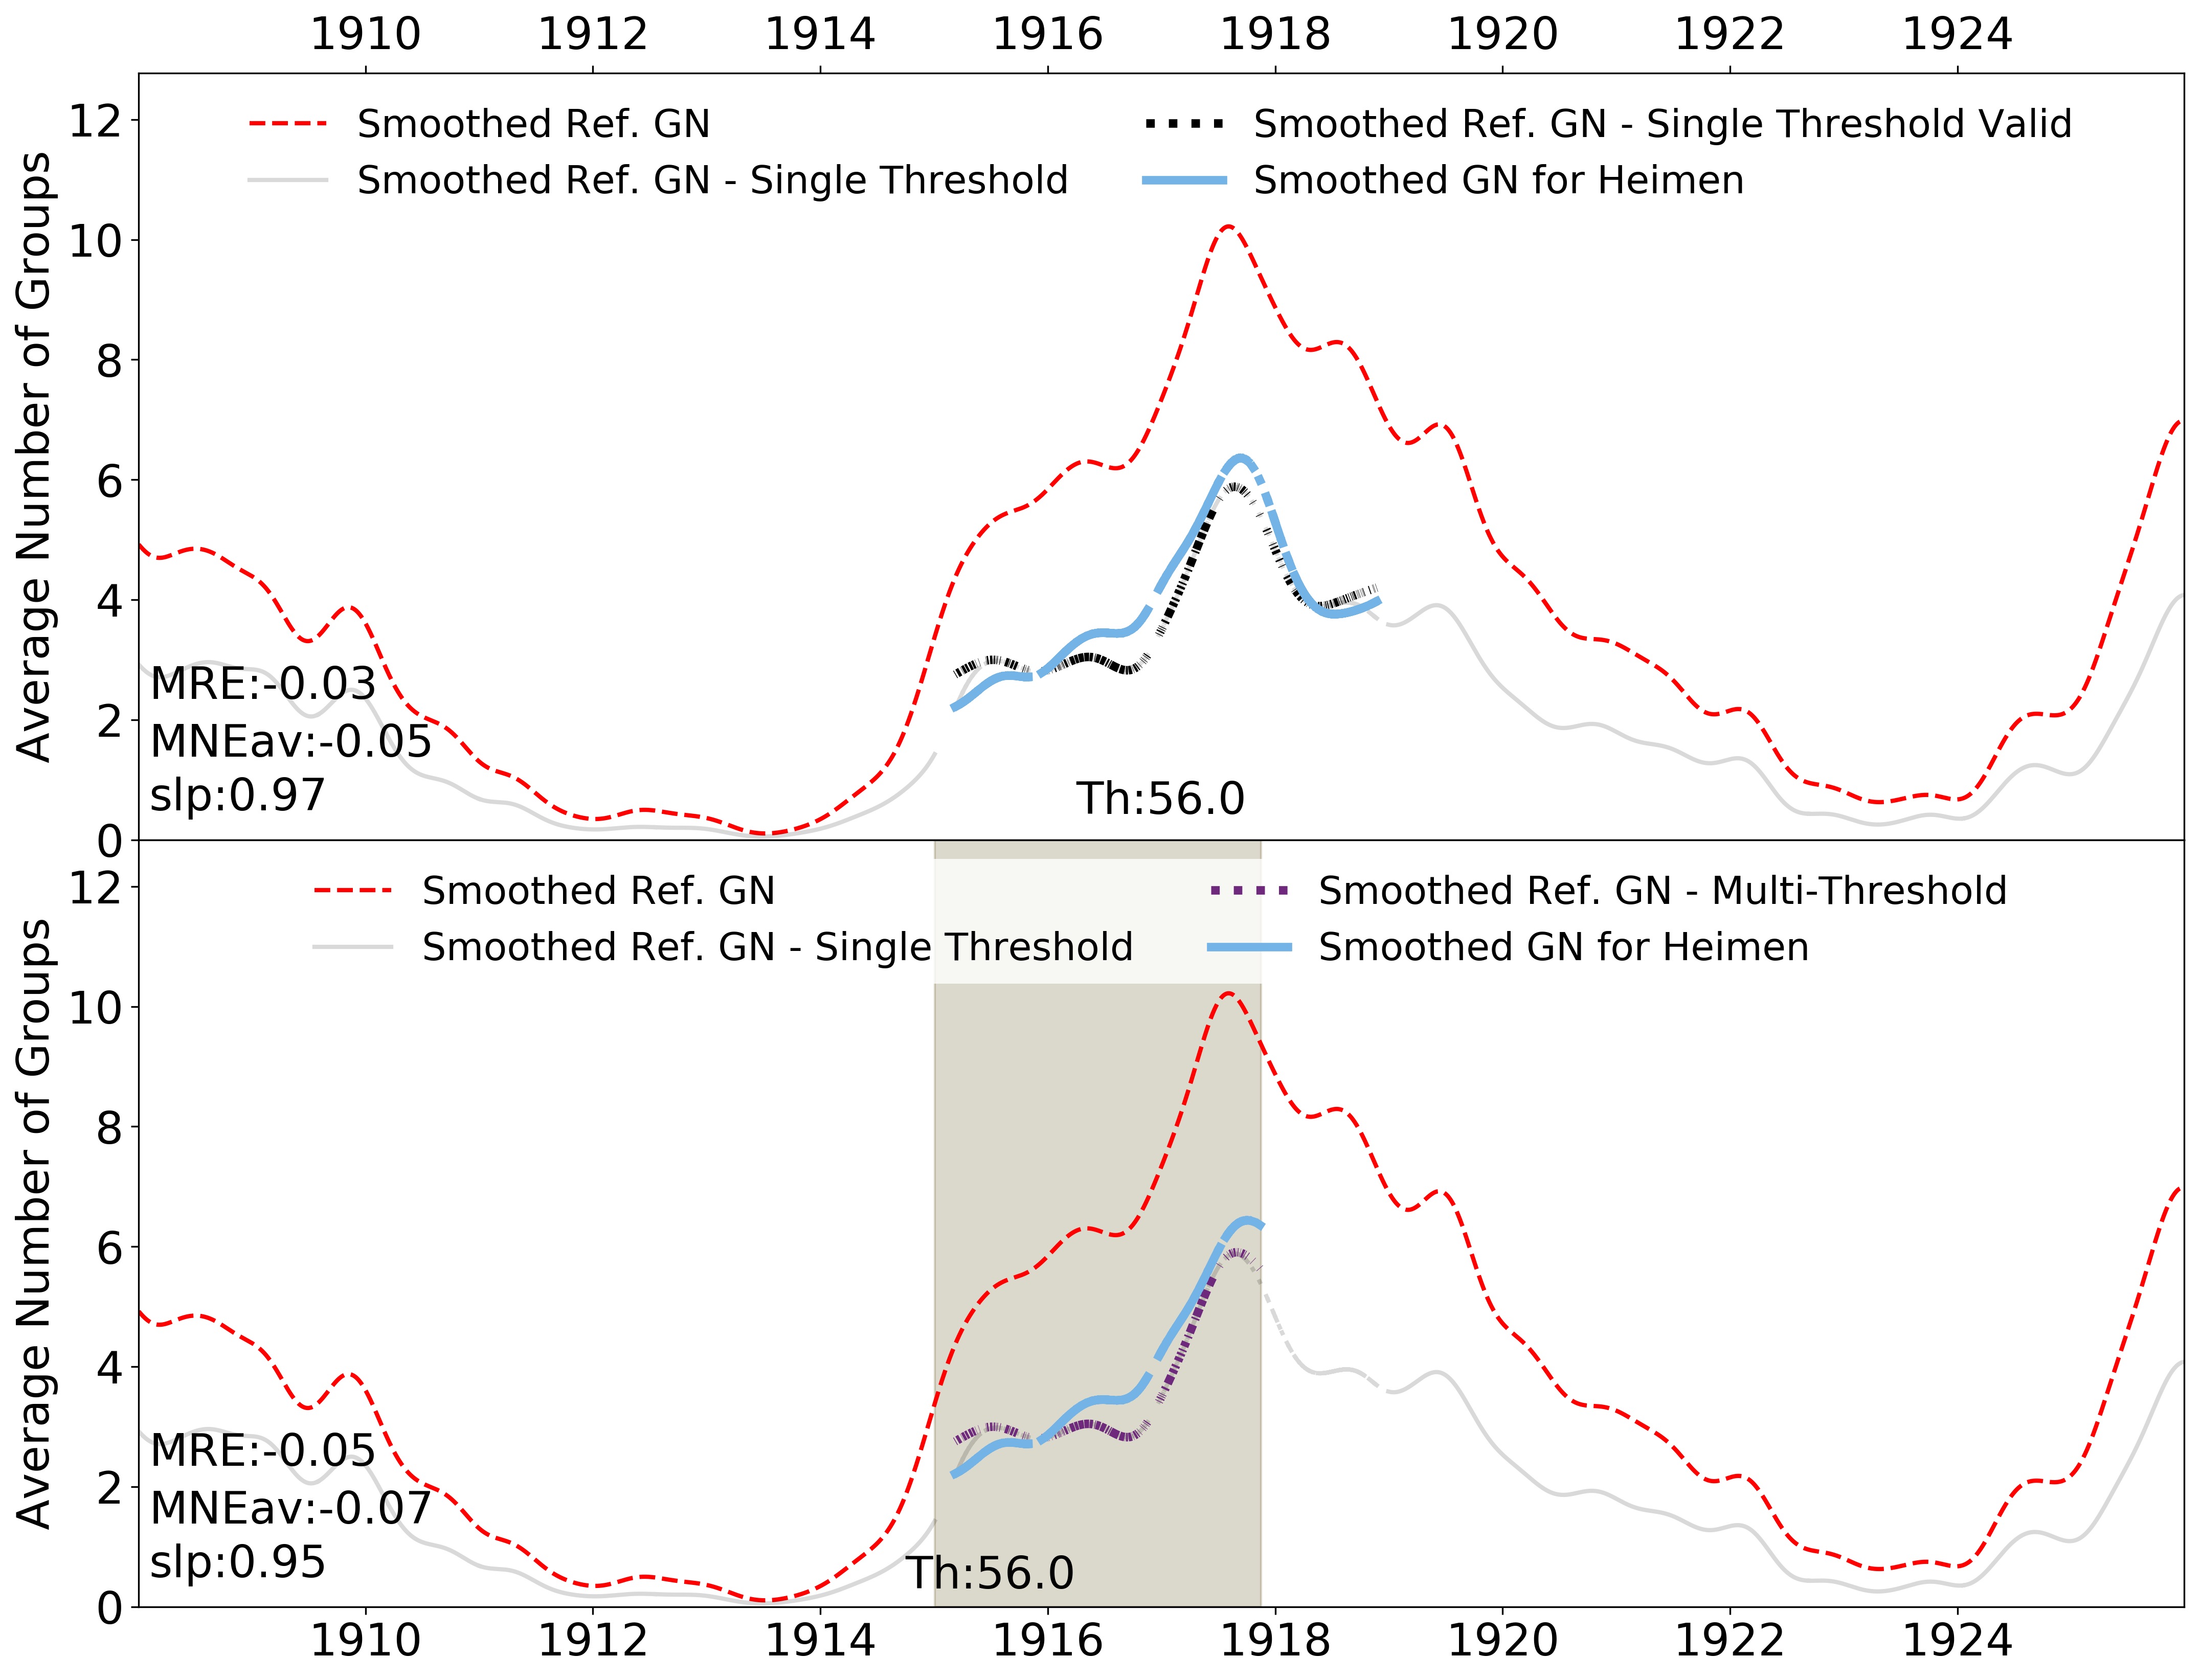 1910 1912 1914 1916 1918 1920 1922 1924
12
10
8
6
4
2
0
Average Number of Groups
Smoothed Ref. GN
Smoothed Ref. GN - Single Threshold
Smoothed Ref. GN - Single Threshold Valid
Smoothed GN for Heimen
MRE:-0.03
MNEav:-0.05
slp:0.97
Th:56.0
12
10
8
6
4
2
0
Average Number of Groups
Smoothed Ref. GN
Smoothed Ref. GN - Single Threshold
Smoothed Ref. GN - Multi-Threshold
Smoothed GN for Heimen
MRE:-0.05
MNEav:-0.07
slp:0.95
Th:56.0
1910 1912 1914 1916 1918 1920 1922 1924